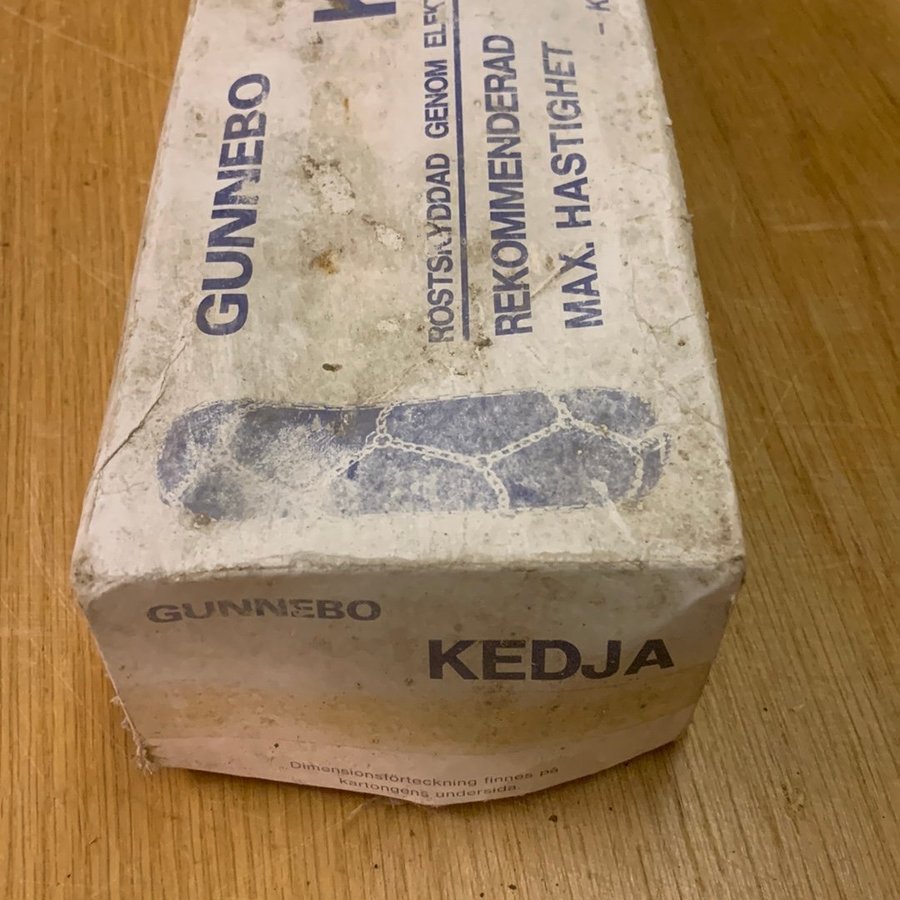 GUNNEBO
ROSTSKYDDAD GENOM
REKOMMENDERAD
MAX. HASTIGHET
GUNNEBO
KEDJA
Dimensionsförteckning finnes på
kartongens undersida.